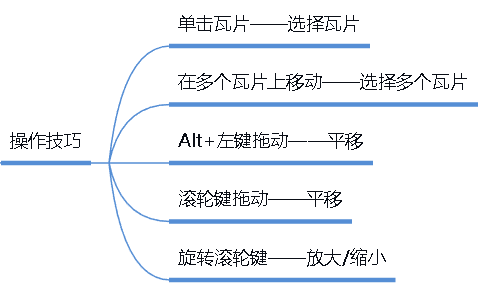 操作技巧
单击瓦片——选择瓦片
在多个瓦片上移动——选择多个瓦片
Alt+左键拖动——平移
滚轮键拖动——平移
旋转滚轮键——放大/缩小